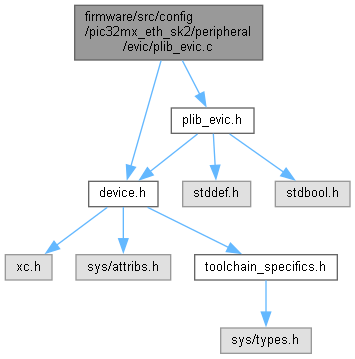 firmware/src/config
/pic32mx_eth_sk2/peripheral
/evic/plib_evic.c
plib_evic.h
device.h
stddef.h
stdbool.h
xc.h
sys/attribs.h
toolchain_specifics.h
sys/types.h